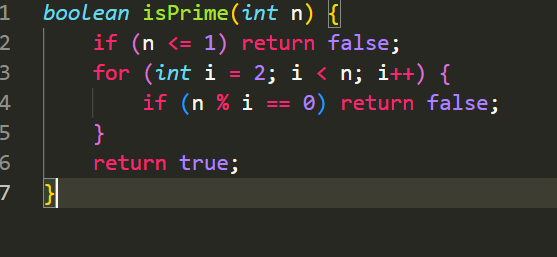 1 boolean isPrime(int n) {
2     if (n <= 1) return false;
3     for (int i = 2; i < n; i++) {
4         if (n % i == 0) return false;
5     }
6     return true;
7 }